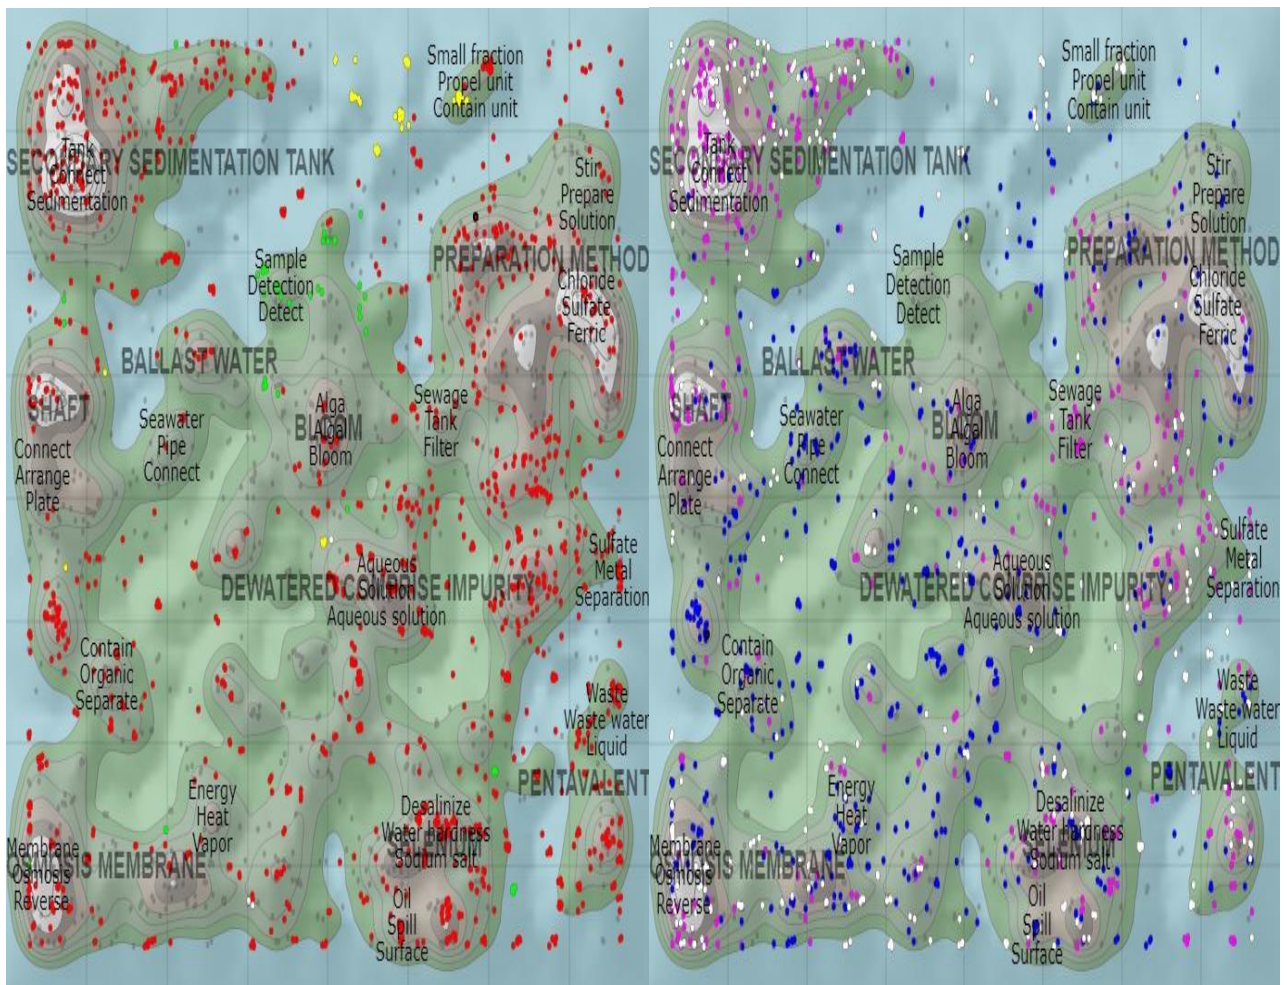 Small fraction
Propel unit
Contain unit
SECONDARY SEDIMENTATION TANK
Tank
Connect
Sedimentation
Stir
Prepare
Solution
PREPARATION METHOD
Sample
Detection
Detect
Chloride
Sulfate
Ferric
BALLAST WATER
SHAFT
Connect
Arrange
Plate
Seawater
Pipe
Connect
BLOOM
Alga
Algal
Bloom
Sewage
Tank
Filter
Sulfate
Metal
Separation
DEWATERED COMPRISE IMPURITY
Aqueous
Solution
Aqueous solution
Contain
Organic
Separate
Waste
Waste water
Liquid
PENTAVALENT
Energy
Heat
Vapor
Desalinize
Water hardness
Sodium salt
SELENIUM
Membrane
Osmosis
Reverse
OSMOSIS MEMBRANE
Oil
Spill
Surface
Small fraction
Propel unit
Contain unit
SECONDARY SEDIMENTATION TANK
Tank
Connect
Sedimentation
Stir
Prepare
Solution
PREPARATION METHOD
Sample
Detection
Detect
Chloride
Sulfate
Ferric
BALLAST WATER
SHAFT
Connect
Arrange
Plate
Seawater
Pipe
Connect
BLOOM
Alga
Algal
Bloom
Sewage
Tank
Filter
Sulfate
Metal
Separation
DEWATERED COMPRISE IMPURITY
Aqueous
Solution
Aqueous solution
Contain
Organic
Separate
Waste
Waste water
Liquid
PENTAVALENT
Energy
Heat
Vapor
Desalinize
Water hardness
Sodium salt
SELENIUM
Membrane
Osmosis
Reverse
OSMOSIS MEMBRANE
Oil
Spill
Surface